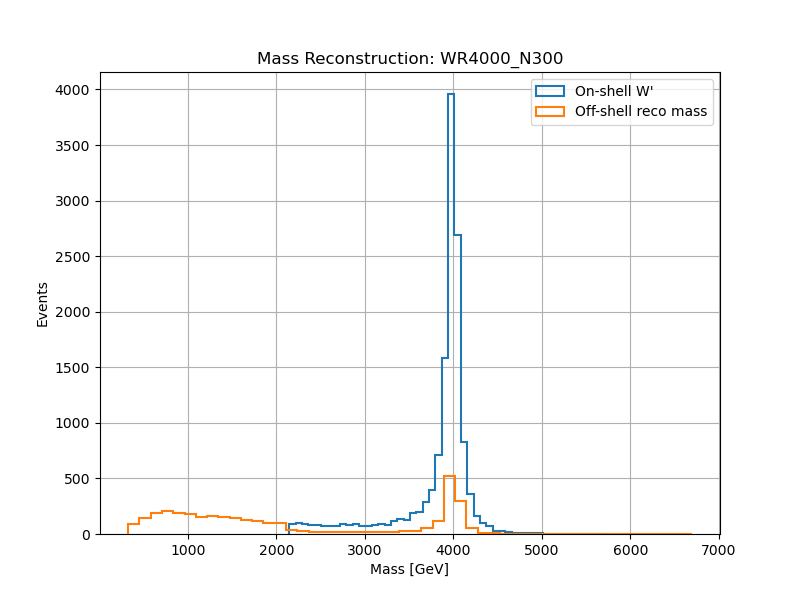 Mass Reconstruction: WR4000_N300
On-shell W'
Off-shell reco mass
4000
3500
3000
2500
2000
1500
1000
500
0
Events
1000 2000 3000 4000 5000 6000 7000
Mass [GeV]